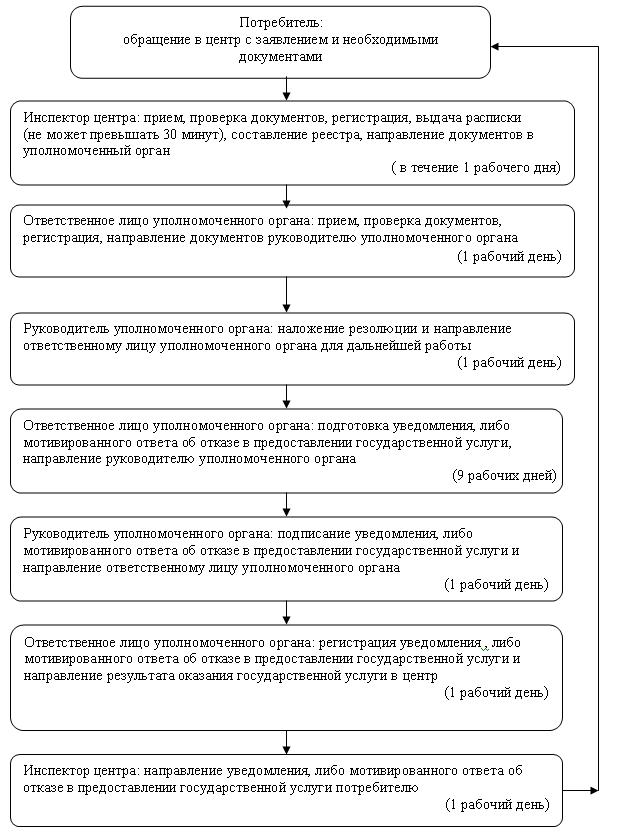 Потребитель:
обращение в центр с заявлением и необходимыми
документами
Инспектор центра: прием, проверка документов, регистрация, выдача расписки
(не может превышать 30 минут), составление реестра, направление документов в
уполномоченный орган
( в течение 1 рабочего дня)
Ответственное лицо уполномоченного органа: прием, проверка документов,
регистрация, направление документов руководителю уполномоченного органа
(1 рабочий день)
Руководитель уполномоченного органа: наложение резолюции и направление
ответственному лицу уполномоченного органа для дальнейшей работы
(1 рабочий день)
Ответственное лицо уполномоченного органа: подготовка уведомления, либо
мотивированного ответа об отказе в предоставлении государственной услуги,
направление руководителю уполномоченного органа
(9 рабочих дней)
Руководитель уполномоченного органа: подписание уведомления, либо
мотивированного ответа об отказе в предоставлении государственной услуги и
направление ответственному лицу уполномоченного органа
(1 рабочий день)
Ответственное лицо уполномоченного органа: регистрация уведомления , либо
мотивированного ответа об отказе в предоставлении государственной услуги и
направление результата оказания государственной услуги в центр
(1 рабочий день)
Инспектор центра: направление уведомления, либо мотивированного ответа об
отказе в предоставлении государственной услуги потребителю
(1 рабочий день)